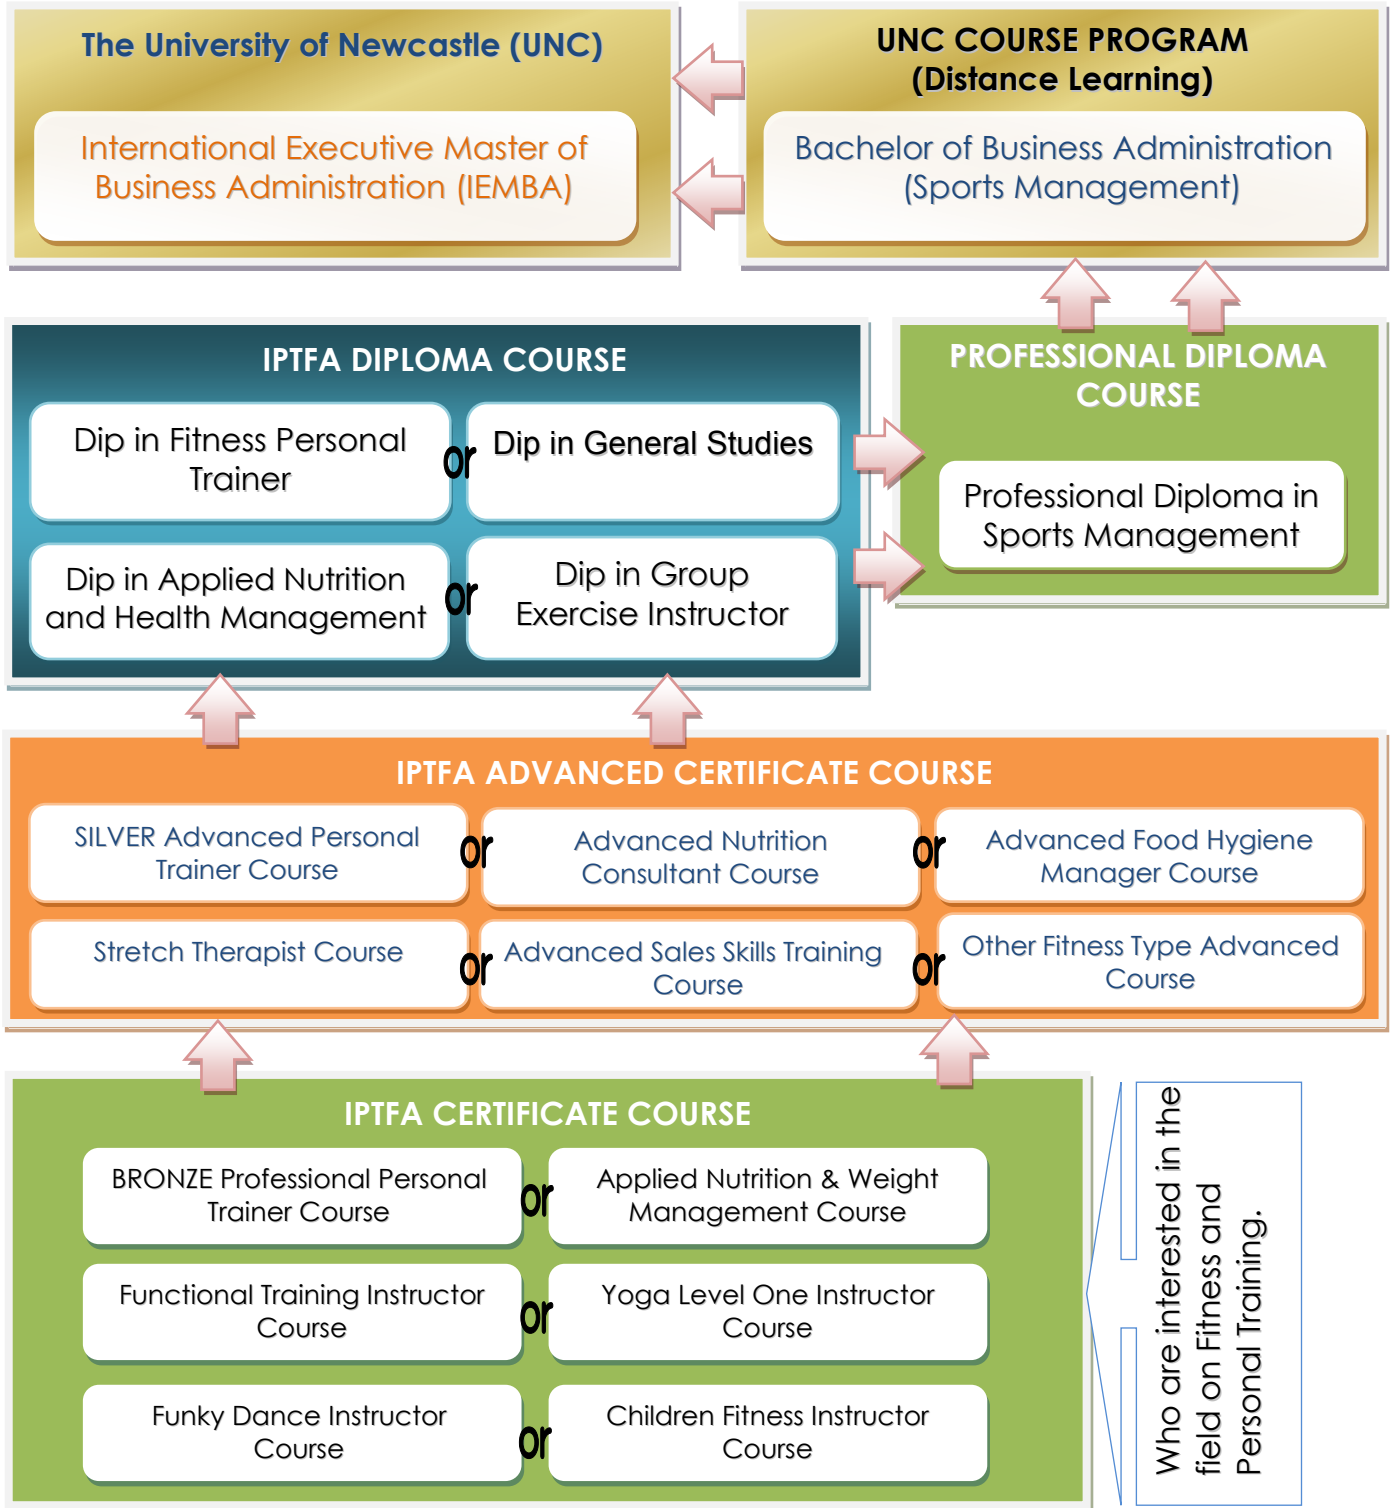 The University of Newcastle (UNC)
International Executive Master of
Business Administration (IEMBA)
UNC COURSE PROGRAM
(Distance Learning)
Bachelor of Business Administration
(Sports Management)
IPTFA DIPLOMA COURSE
Dip in Fitness Personal
Trainer
or
Dip in General Studies
Dip in Applied Nutrition
and Health Management
or
Dip in Group
Exercise Instructor
PROFESSIONAL DIPLOMA
COURSE
Professional Diploma in
Sports Management
IPTFA ADVANCED CERTIFICATE COURSE
SILVER Advanced Personal
Trainer Course
or
Advanced Nutrition
Consultant Course
or
Advanced Food Hygiene
Manager Course
Stretch Therapist Course
or
Advanced Sales Skills Training
Course
or
Other Fitness Type Advanced
Course
IPTFA CERTIFICATE COURSE
BRONZE Professional Personal
Trainer Course
or
Applied Nutrition & Weight
Management Course
Functional Training Instructor
Course
or
Yoga Level One Instructor
Course
Funky Dance Instructor
Course
or
Children Fitness Instructor
Course
Who are interested in the
field on Fitness and
Personal Training.